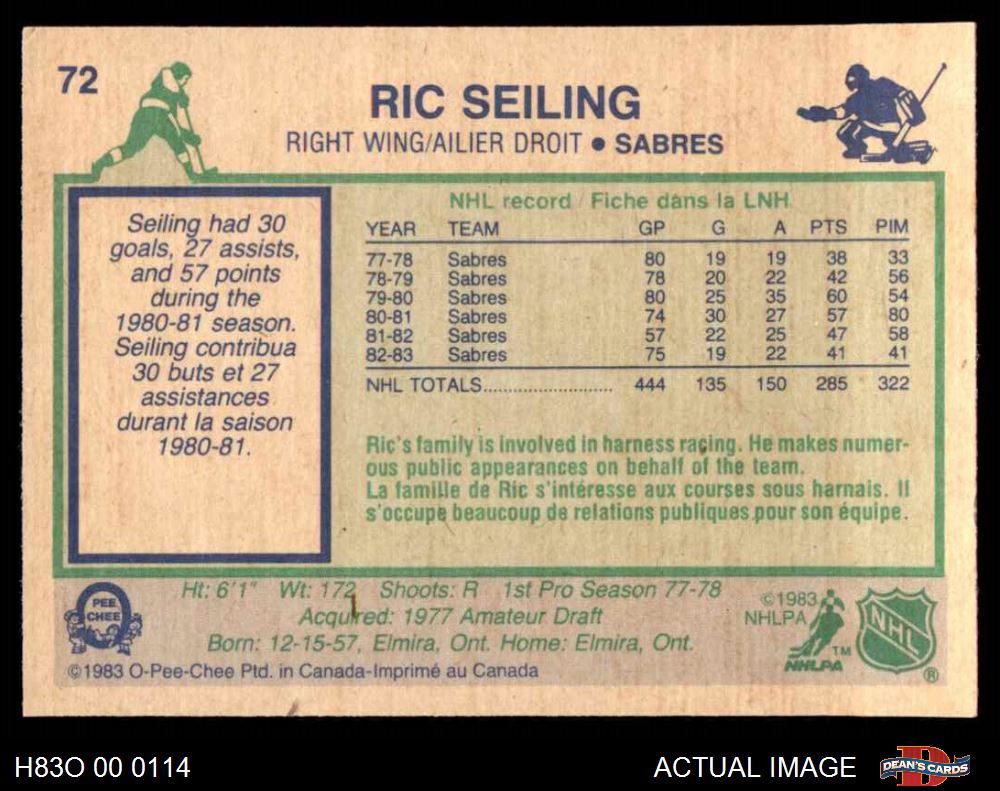 72
RIC SEILING
RIGHT WING/AILIER DROIT • SABRES
Seiling had 30
goals, 27 assists,
and 57 points
during the
1980-81 season.
Seiling contribua
30 buts et 27
assistances
durant la saison
1980-81.
NHL record / Fiche dans la LNH
YEAR TEAM GP G A PTS PIM
77-78 Sabres 80 19 19 38 33
78-79 Sabres 78 20 22 42 56
79-80 Sabres 80 25 35 60 54
80-81 Sabres 74 30 27 57 80
81-82 Sabres 57 22 25 47 58
82-83 Sabres 75 19 22 41 41
NHL TOTALS............................ 444 135 150 285 322
Ric's family is involved in harness racing. He makes numer-
ous public appearances on behalf of the team.
La famille de Ric s'intéresse aux courses sous harnais. Il
s'occupe beaucoup de relations publiques pour son équipe.
PEE
CHEE
Ht: 6'1" Wt: 172 Shoots: R 1st Pro Season 77-78
Acquired: 1977 Amateur Draft
Born: 12-15-57, Elmira, Ont. Home: Elmira, Ont.
©1983 O-Pee-Chee Ptd. in Canada-Imprimé au Canada
©1983
NHLPA
TM
NHLPA
NHL
®
H83O 00 0114
ACTUAL IMAGE
D
DEAN'S CARDS